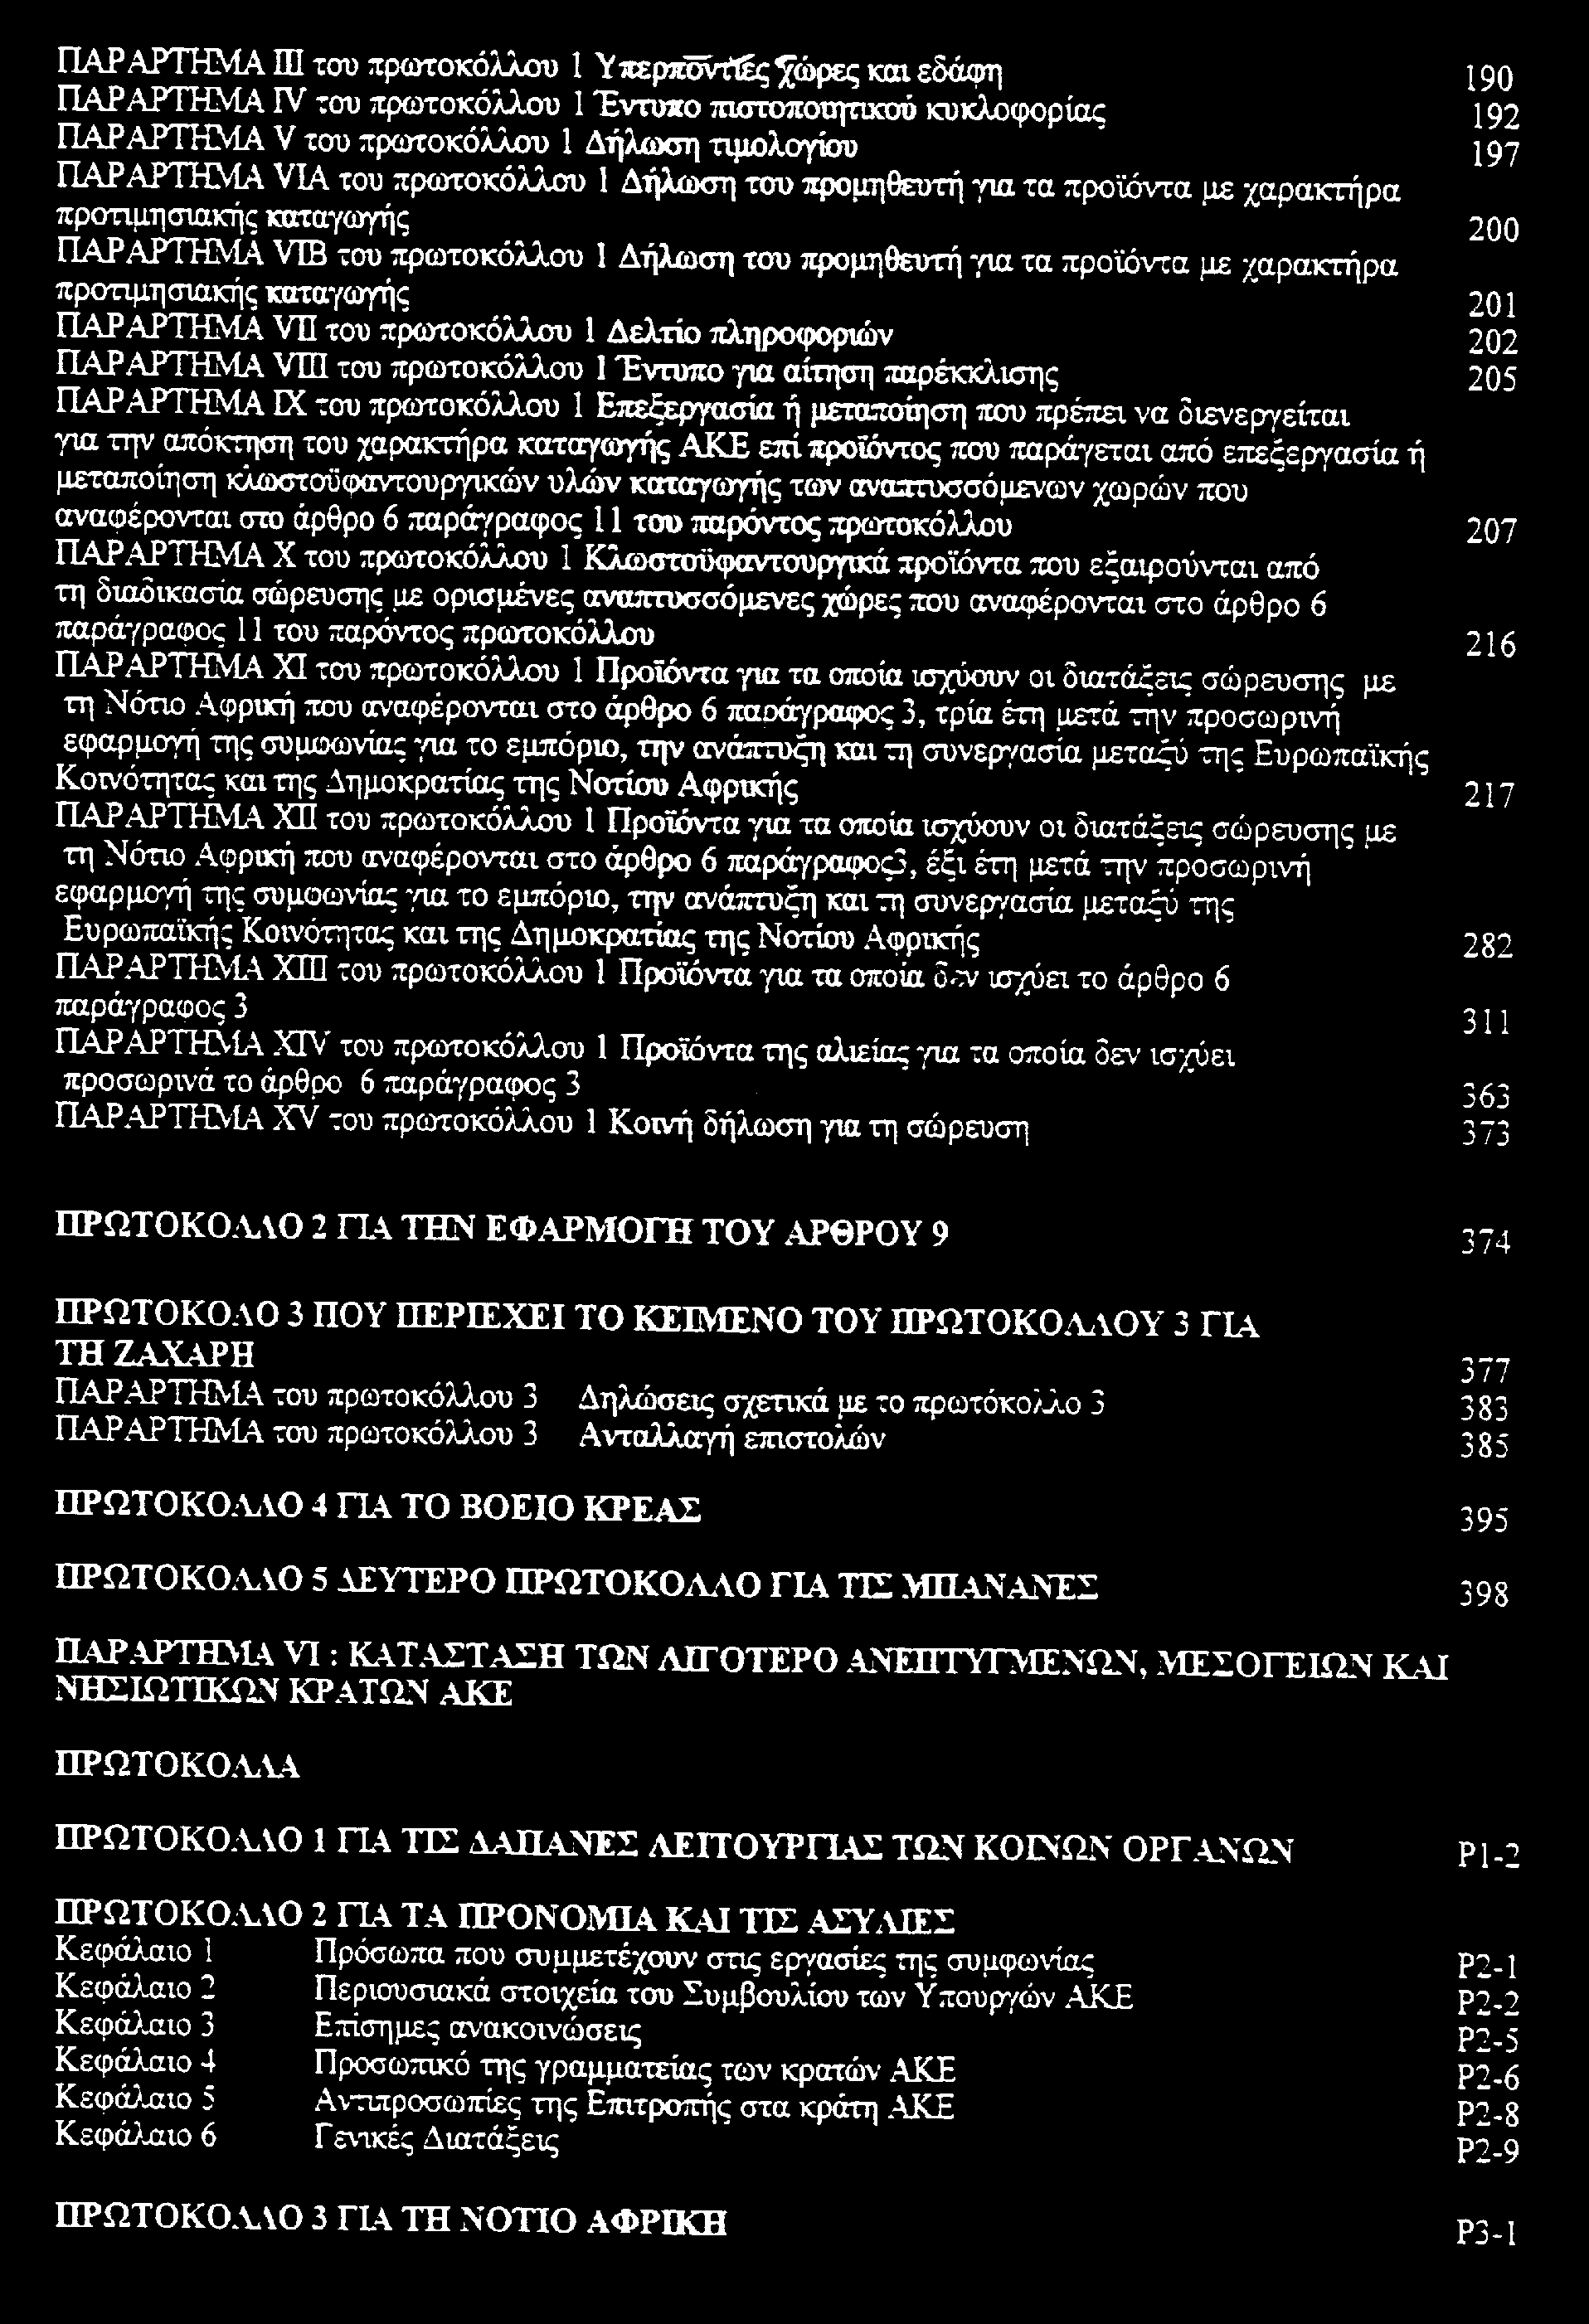 ΠΑΡΑΡΤΗΜΑ III του πρωτοκόλλου 1 Υπερπόντιες χώρες και εδάφη 190
ΠΑΡΑΡΤΗΜΑ IV του πρωτοκόλλου 1 Έντυπο πιστοποιητικού κυκλοφορίας 192
ΠΑΡΑΡΤΗΜΑ V του πρωτοκόλλου 1 Δήλωση τιμολογίου 197
ΠΑΡΑΡΤΗΜΑ VIA του πρωτοκόλλου 1 Δήλωση του προμηθευτή για τα προϊόντα με χαρακτήρα
προτιμησιακής καταγωγής 200
ΠΑΡΑΡΤΗΜΑ VIB του πρωτοκόλλου 1 Δήλωση του προμηθευτή για τα προϊόντα με χαρακτήρα
προτιμησιακής καταγωγής 201
ΠΑΡΑΡΤΗΜΑ VII του πρωτοκόλλου 1 Δελτίο πληροφοριών 202
ΠΑΡΑΡΤΗΜΑ VIII του πρωτοκόλλου 1 Έντυπο για αίτηση παρέκκλισης 205
ΠΑΡΑΡΤΗΜΑ IX του πρωτοκόλλου 1 Επεξεργασία ή μεταποίηση που πρέπει να διενεργείται
για την απόκτηση του χαρακτήρα καταγωγής ΑΚΕ επί προϊόντος που παράγεται από επεξεργασία ή
μεταποίηση κλωστοϋφαντουργικών υλών καταγωγής των αναπτυσσόμενων χωρών που
αναφέρονται στο άρθρο 6 παράγραφος 11 του παρόντος πρωτοκόλλου 207
ΠΑΡΑΡΤΗΜΑ X του πρωτοκόλλου 1 Κλωστοϋφαντουργικά προϊόντα που εξαιρούνται από
τη διαδικασία σώρευσης με ορισμένες αναπτυσσόμενες χώρες που αναφέρονται στο άρθρο 6
παράγραφος 11 του παρόντος πρωτοκόλλου 216
ΠΑΡΑΡΤΗΜΑ XI του πρωτοκόλλου 1 Προϊόντα για τα οποία ισχύουν οι διατάξεις σώρευσης με
τη Νότιο Αφρική που αναφέρονται στο άρθρο 6 παράγραφος 3, τρία έτη μετά την προσωρινή
εφαρμογή της συμφωνίας για το εμπόριο, την ανάπτυξη και τη συνεργασία μεταξύ της Ευρωπαϊκής
Κοινότητας και της Δημοκρατίας της Νοτίου Αφρικής 217
ΠΑΡΑΡΤΗΜΑ XII του πρωτοκόλλου 1 Προϊόντα για τα οποία ισχύουν οι διατάξεις σώρευσης με
τη Νότιο Αφρική που αναφέρονται στο άρθρο 6 παράγραφος3, έξι έτη μετά την προσωρινή
εφαρμογή της συμφωνίας για το εμπόριο, την ανάπτυξη και τη συνεργασία μεταξύ της
Ευρωπαϊκής Κοινότητας και της Δημοκρατίας της Νοτίου Αφρικής 282
ΠΑΡΑΡΤΗΜΑ XIII του πρωτοκόλλου 1 Προϊόντα για τα οποία δεν ισχύει το άρθρο 6
παράγραφος 3 311
ΠΑΡΑΡΤΗΜΑ XIV του πρωτοκόλλου 1 Προϊόντα της αλιείας για τα οποία δεν ισχύει
προσωρινά το άρθρο 6 παράγραφος 3 363
ΠΑΡΑΡΤΗΜΑ XV του πρωτοκόλλου 1 Κοινή δήλωση για τη σώρευση 373
ΠΡΩΤΟΚΟΛΛΟ 2 ΓΙΑ ΤΗΝ ΕΦΑΡΜΟΓΗ ΤΟΥ ΑΡΘΡΟΥ 9 374
ΠΡΩΤΟΚΟΛΟ 3 ΠΟΥ ΠΕΡΙΕΧΕΙ ΤΟ ΚΕΙΜΕΝΟ ΤΟΥ ΠΡΩΤΟΚΟΛΛΟΥ 3 ΓΙΑ
ΤΗ ΖΑΧΑΡΗ 377
ΠΑΡΑΡΤΗΜΑ του πρωτοκόλλου 3 Δηλώσεις σχετικά με το πρωτόκολλο 3 383
ΠΑΡΑΡΤΗΜΑ του πρωτοκόλλου 3 Ανταλλαγή επιστολών 385
ΠΡΩΤΟΚΟΛΛΟ 4 ΓΙΑ ΤΟ ΒΟΕΙΟ ΚΡΕΑΣ 395
ΠΡΩΤΟΚΟΛΛΟ 5 ΔΕΥΤΕΡΟ ΠΡΩΤΟΚΟΛΛΟ ΓΙΑ ΤΙΣ ΜΠΑΝΑΝΕΣ 398
ΠΑΡΑΡΤΗΜΑ VI : ΚΑΤΑΣΤΑΣΗ ΤΩΝ ΛΙΓΟΤΕΡΟ ΑΝΕΠΤΥΓΜΕΝΩΝ, ΜΕΣΟΓΕΙΩΝ ΚΑΙ
ΝΗΣΙΩΤΙΚΩΝ ΚΡΑΤΩΝ ΑΚΕ
ΠΡΩΤΟΚΟΛΛΑ
ΠΡΩΤΟΚΟΛΛΟ 1 ΓΙΑ ΤΙΣ ΔΑΠΑΝΕΣ ΛΕΙΤΟΥΡΓΙΑΣ ΤΩΝ ΚΟΙΝΩΝ ΟΡΓΑΝΩΝ P1-2
ΠΡΩΤΟΚΟΛΛΟ 2 ΓΙΑ ΤΑ ΠΡΟΝΟΜΙΑ ΚΑΙ ΤΙΣ ΑΣΥΛΙΕΣ
Κεφάλαιο 1 Πρόσωπα που συμμετέχουν στις εργασίες της συμφωνίας P2-1
Κεφάλαιο 2 Περιουσιακά στοιχεία του Συμβουλίου των Υπουργών ΑΚΕ P2-2
Κεφάλαιο 3 Επίσημες ανακοινώσεις P2-5
Κεφάλαιο 4 Προσωπικό της γραμματείας των κρατών ΑΚΕ P2-6
Κεφάλαιο 5 Αντιπροσωπίες της Επιτροπής στα κράτη ΑΚΕ P2-8
Κεφάλαιο 6 Γενικές Διατάξεις P2-9
ΠΡΩΤΟΚΟΛΛΟ 3 ΓΙΑ ΤΗ ΝΟΤΙΟ ΑΦΡΙΚΗ P3-1